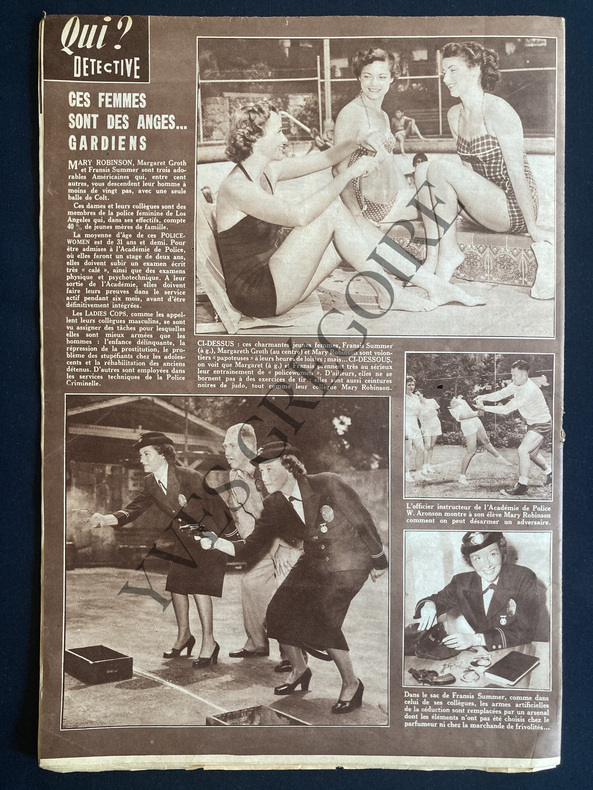 Qui?
DETECTIVE
CES FEMMES
SONT DES ANGES...
GARDIENS
MARY ROBINSON, Margaret Groth
et Fransis Summer sont trois ado-
rables Américaines qui, entre cent
autres, vous descendent leur homme à
moins de vingt pas, avec une seule
balle de Colt.
Ces dames et leurs collègues sont des
membres de la police feminine de Los
Angeles qui, dans ses effectifs, compte
40 % de jeunes mères de famille.
La moyenne d'âge de ces POLICE-
WOMEN est de 31 ans et demi. Pour
être admises à l'Académie de Police,
où elles feront un stage de deux ans,
elles doivent subir un examen écrit
très « calé », ainsi que des examens
physique et psychotechnique. A leur
sortie de l'Académie, elles doivent
faire leurs preuves dans le service
actif pendant six mois, avant d'être
définitivement intégrées.
Les LADIES COPS, comme les appel-
lent leurs collègues masculins, se sont
vu assigner des tâches pour lesquelles
elles sont mieux armées que les
hommes : l'enfance délinquante, la
répression de la prostitution, le pro-
blème des stupéfiants chez les adoles-
cents et la réhabilitation des anciens
détenus. D'autres sont employées dans
les services techniques de la Police
Criminelle.
CI-DESSUS : ces charmantes jeunes femmes, Fransis Summer
(à g.), Margareth Groth (au centre) et Mary sont volon-
tiers « papoteuses » à leurs heures de loisirs ; mais... CI-DESSOUS,
on voit que Margaret (à g.) et prennent très au sérieux
leur entraînement de « policewomen ». D'ailleurs, elles ne se
bornent pas à des exercices de tir : elles sont aussi ceintures
noires de judo, tout comme leur collègue Mary Robinson.
L'officier instructeur de l'Académie de Police
W. Aronson montre à son élève Mary Robinson
comment on peut désarmer un adversaire.
Dans le sac de Fransis Summer, comme dans
celui de ses collègues, les armes artificielles
de la séduction sont remplacées par un arsenal
dont les éléments n'ont pas été choisis chez le
parfumeur ni chez la marchande de frivolités...
YVES GRÉGOIRE